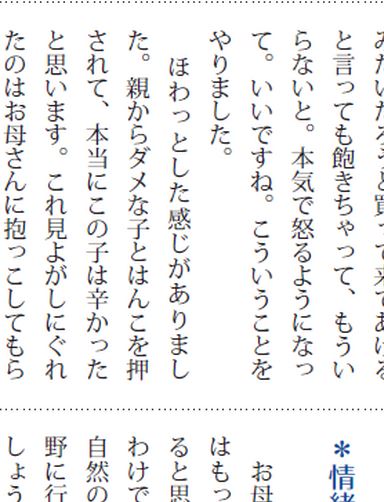 と言っても飽きちゃって、もうい
らないと。本気で怒るようになっ
て。いいですね。こういうことを
やりました。
ほわっとした感じがありまし
た。親からダメな子とはんこを押
されて、本当にこの子は辛かった
と思います。これ見よがしにぐれ
たのはお母さんに抱っこしてもら
＊情緒
お母
はもっ
ると思
わけで
自然の
野に行
しょう